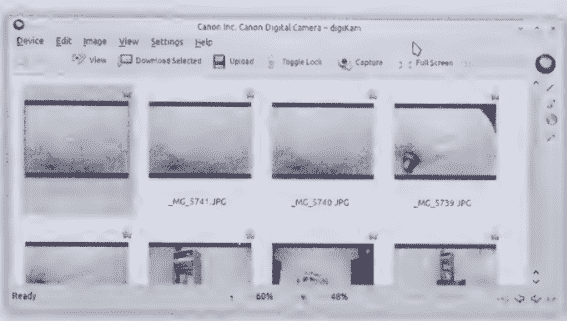 Canon Inc. Canon Digital Camera – digiKam
Device Edit Image View Settings Help
View Download Selected Upload Toggle Lock Capture Full Screen
_MG_5741.JPG _MG_5740.JPG _MG_5739.JPG
Ready 60% 48%